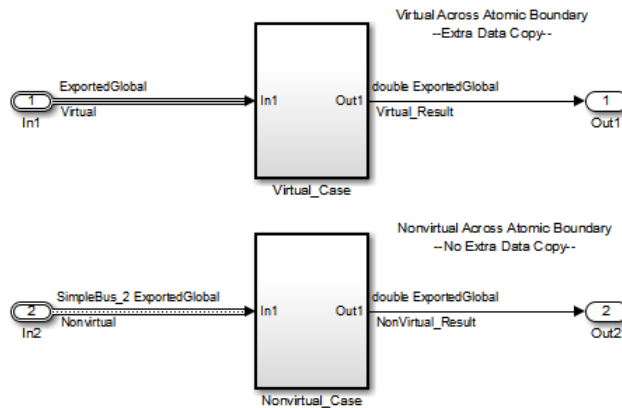 Virtual Across Atomic Boundary
--Extra Data Copy--
ExportedGlobal
double ExportedGlobal
1
In1
Out1
1
Virtual
Virtual_Result
In1
Out1
Virtual_Case
Nonvirtual Across Atomic Boundary
--No Extra Data Copy--
SimpleBus_2 ExportedGlobal
double ExportedGlobal
2
In1
Out1
2
Nonvirtual
NonVirtual_Result
In2
Out2
Nonvirtual_Case